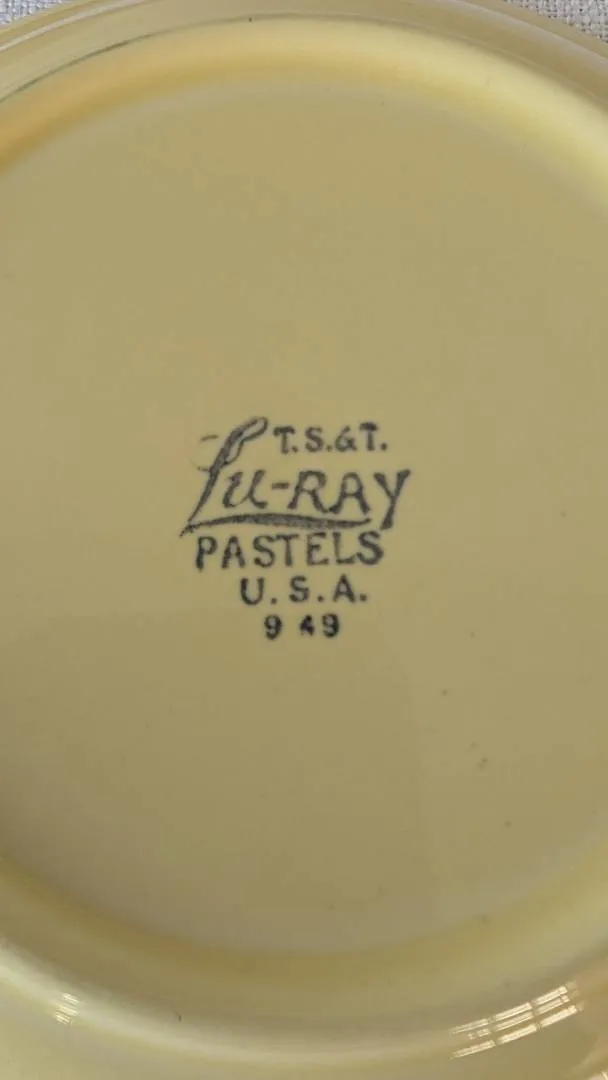 T.S.&T.
Lu-RAY
PASTELS
U.S.A.
9 49